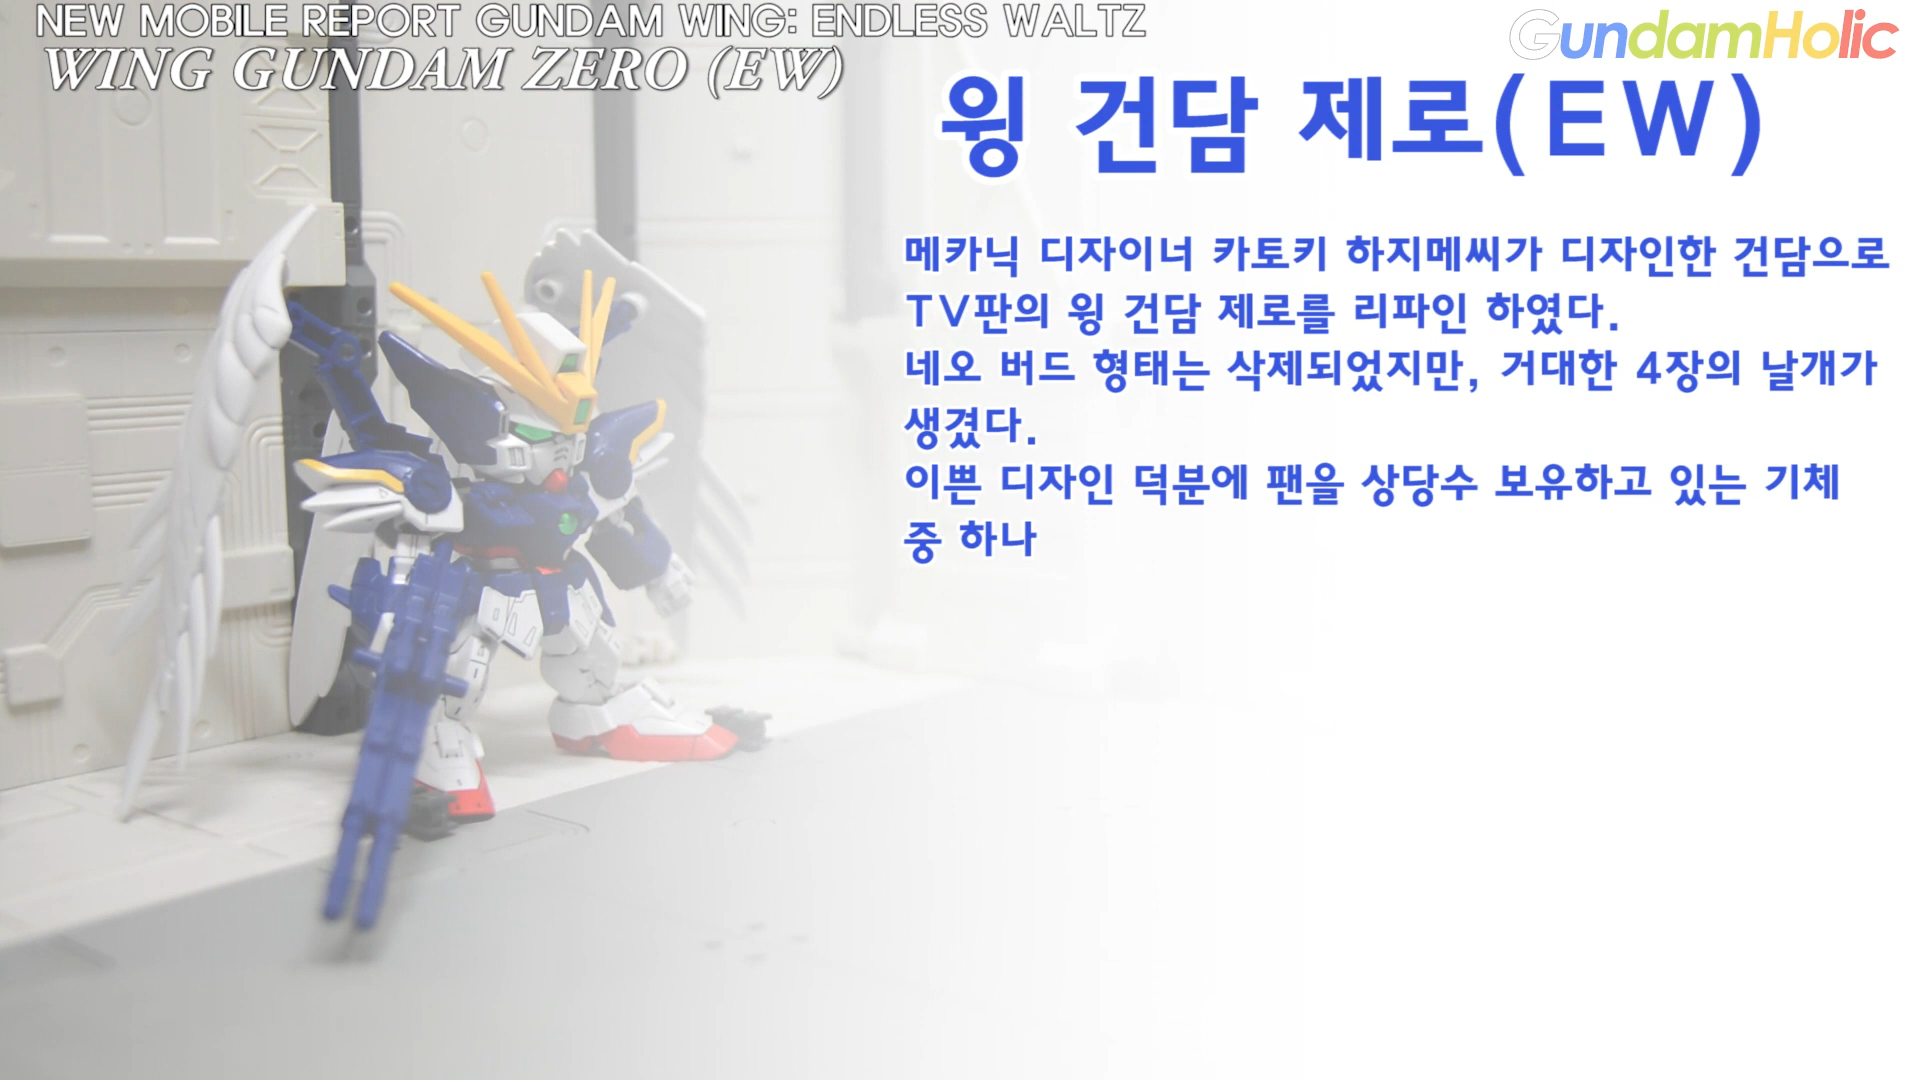 NEW MOBILE REPORT GUNDAM WING: ENDLESS WALTZ
WING GUNDAM ZERO (EW)
GundamHolic
윙 건담 제로(EW)
메카닉 디자이너 카토키 하지메씨가 디자인한 건담으로
TV판의 윙 건담 제로를 리파인 하였다.
네오 버드 형태는 삭제되었지만, 거대한 4장의 날개가
생겼다.
이쁜 디자인 덕분에 팬을 상당수 보유하고 있는 기체
중 하나